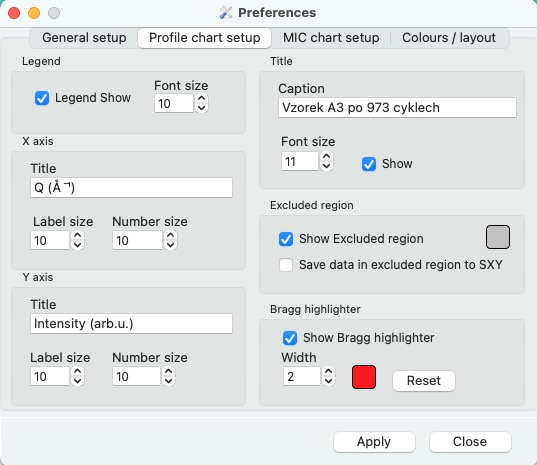 Preferences
General setup
Profile chart setup
MIC chart setup
Colours / layout
Legend
Legend Show
Font size
10
X axis
Title
Q (Å⁻¹)
Label size
Number size
10
10
Y axis
Title
Intensity (arb.u.)
Label size
Number size
10
10
Title
Caption
Vzorek A3 po 973 cyklech
Font size
11
Show
Excluded region
Show Excluded region
Save data in excluded region to SXY
Bragg highlighter
Show Bragg highlighter
Width
2
Reset
Apply
Close